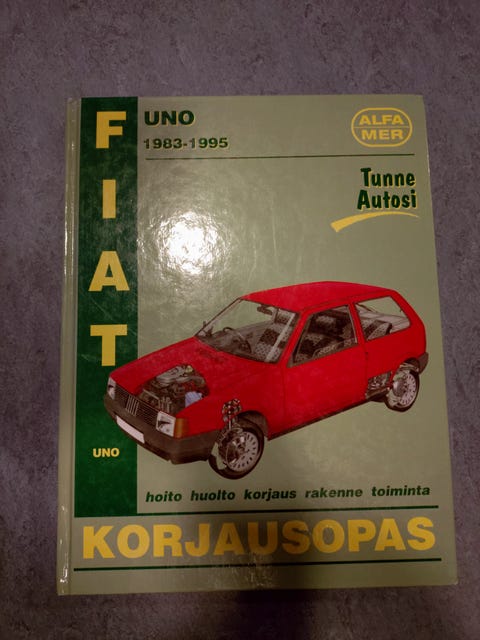 FIAT
UNO
1983-1995
ALFA
MER
Tunne
Autosi
UNO
hoito huolto korjaus rakenne toiminta
KORJAUSOPAS